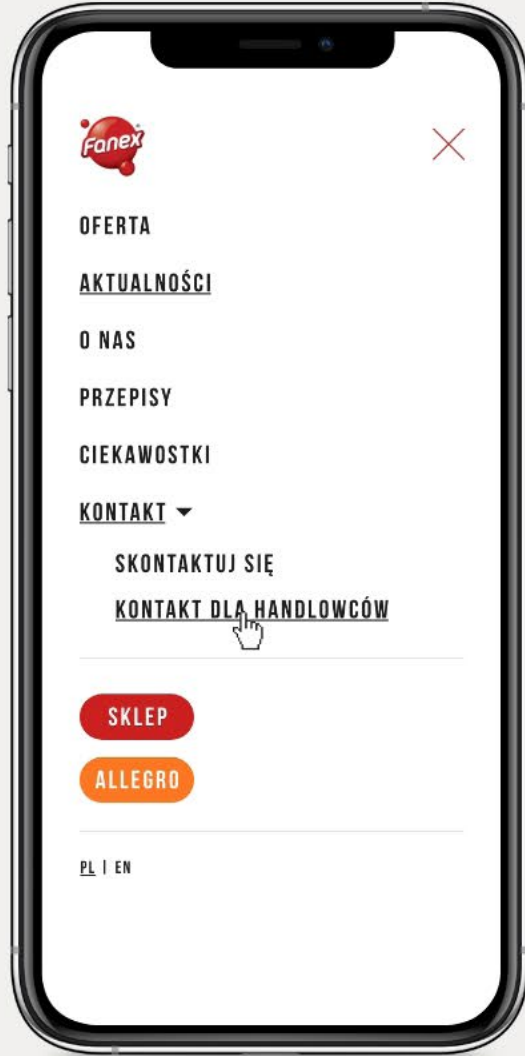 Fanex
OFERTA
AKTUALNOŚCI
O NAS
PRZEPISY
CIEKAWOSTKI
KONTAKT
SKONTAKTUJ SIĘ
KONTAKT DLA HANDLOWCÓW
SKLEP
ALLEGRO
PL | EN